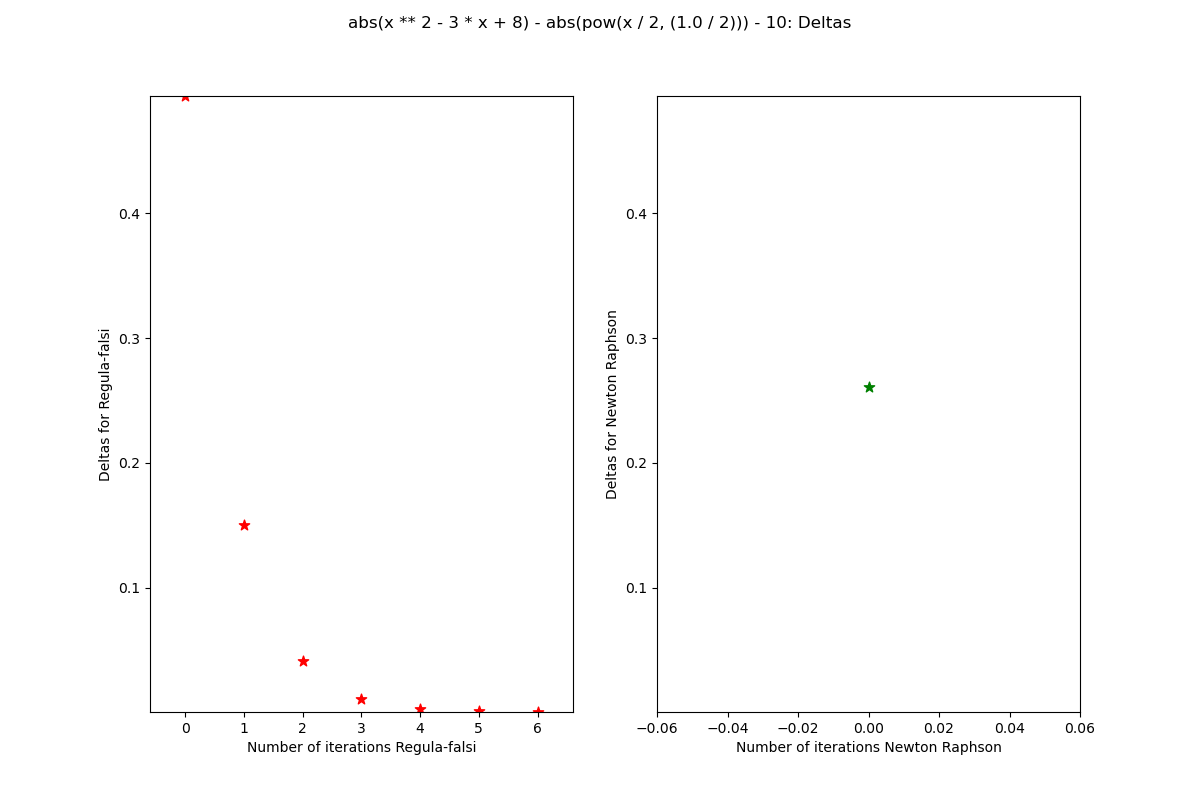 abs(x ** 2 - 3 * x + 8) - abs(pow(x / 2, (1.0 / 2))) - 10: Deltas
Deltas for Regula-falsi
0.4
0.3
0.2
0.1
0 1 2 3 4 5 6
Number of iterations Regula-falsi
Deltas for Newton Raphson
0.4
0.3
0.2
0.1
−0.06 −0.04 −0.02 0.00 0.02 0.04 0.06
Number of iterations Newton Raphson